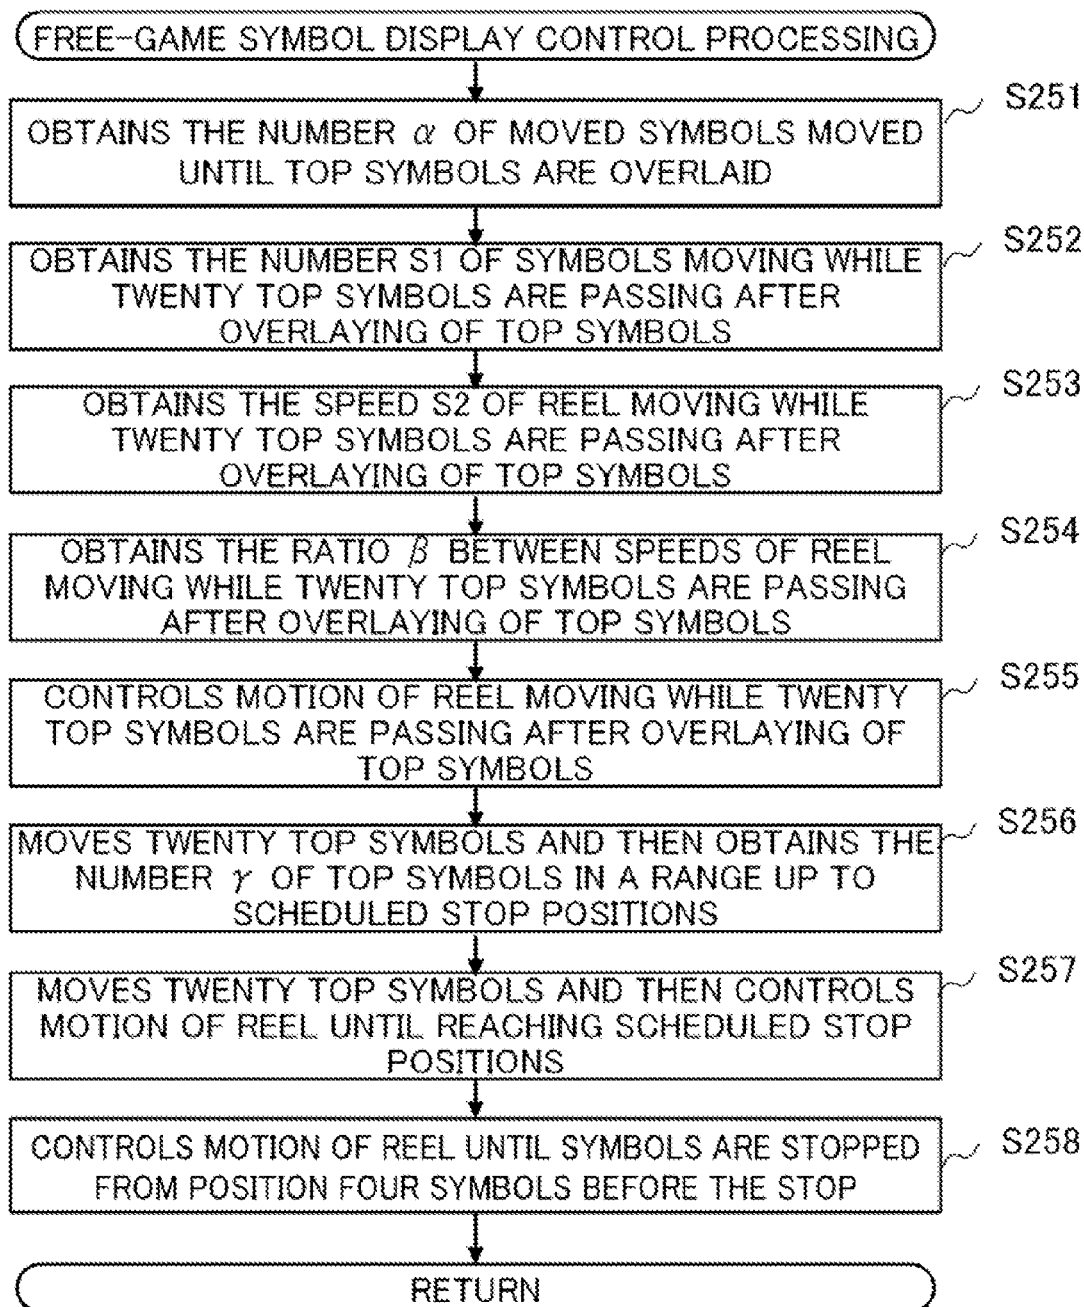 FREE-GAME SYMBOL DISPLAY CONTROL PROCESSING
S251
OBTAINS THE NUMBER α OF MOVED SYMBOLS MOVED
UNTIL TOP SYMBOLS ARE OVERLAID
S252
OBTAINS THE NUMBER S1 OF SYMBOLS MOVING WHILE
TWENTY TOP SYMBOLS ARE PASSING AFTER
OVERLAYING OF TOP SYMBOLS
S253
OBTAINS THE SPEED S2 OF REEL MOVING WHILE
TWENTY TOP SYMBOLS ARE PASSING AFTER
OVERLAYING OF TOP SYMBOLS
S254
OBTAINS THE RATIO β BETWEEN SPEEDS OF REEL
MOVING WHILE TWENTY TOP SYMBOLS ARE PASSING
AFTER OVERLAYING OF TOP SYMBOLS
S255
CONTROLS MOTION OF REEL MOVING WHILE TWENTY
TOP SYMBOLS ARE PASSING AFTER OVERLAYING OF
TOP SYMBOLS
S256
MOVES TWENTY TOP SYMBOLS AND THEN OBTAINS THE
NUMBER γ OF TOP SYMBOLS IN A RANGE UP TO
SCHEDULED STOP POSITIONS
S257
MOVES TWENTY TOP SYMBOLS AND THEN CONTROLS
MOTION OF REEL UNTIL REACHING SCHEDULED STOP
POSITIONS
S258
CONTROLS MOTION OF REEL UNTIL SYMBOLS ARE STOPPED
FROM POSITION FOUR SYMBOLS BEFORE THE STOP
RETURN